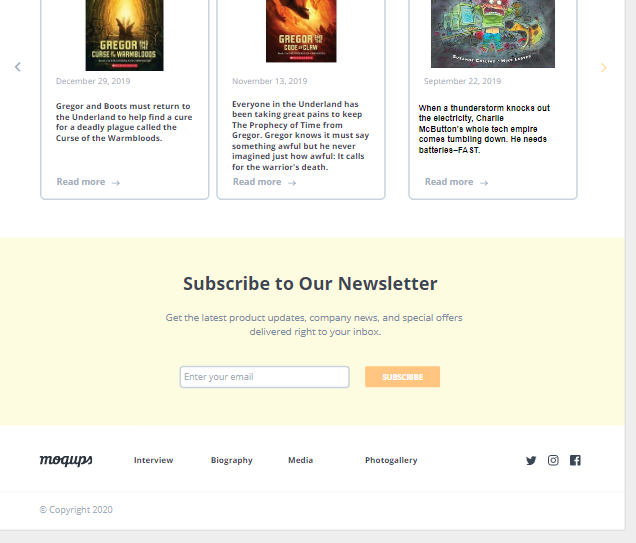 GREGOR AND THE
CURSE OF THE WARMBLOODS
GREGOR AND THE
CODE OF CLAW
SUZANNE COLLINS
December 29, 2019
November 13, 2019
September 22, 2019
Gregor and Boots must return to
the Underland to help find a cure
for a deadly plague called the
Curse of the Warmbloods.
Everyone in the Underland has
been taking great pains to keep
The Prophecy of Time from
Gregor. Gregor knows it must say
something awful but he never
imagined just how awful: It calls
for the warrior's death.
When a thunderstorm knocks out
the electricity, Charlie
McButton's whole tech empire
comes tumbling down. He needs
batteries–FAST.
Read more →
Read more →
Read more →
Subscribe to Our Newsletter
Get the latest product updates, company news, and special offers
delivered right to your inbox.
Enter your email
SUBSCRIBE
moqups
Interview
Biography
Media
Photogallery
© Copyright 2020